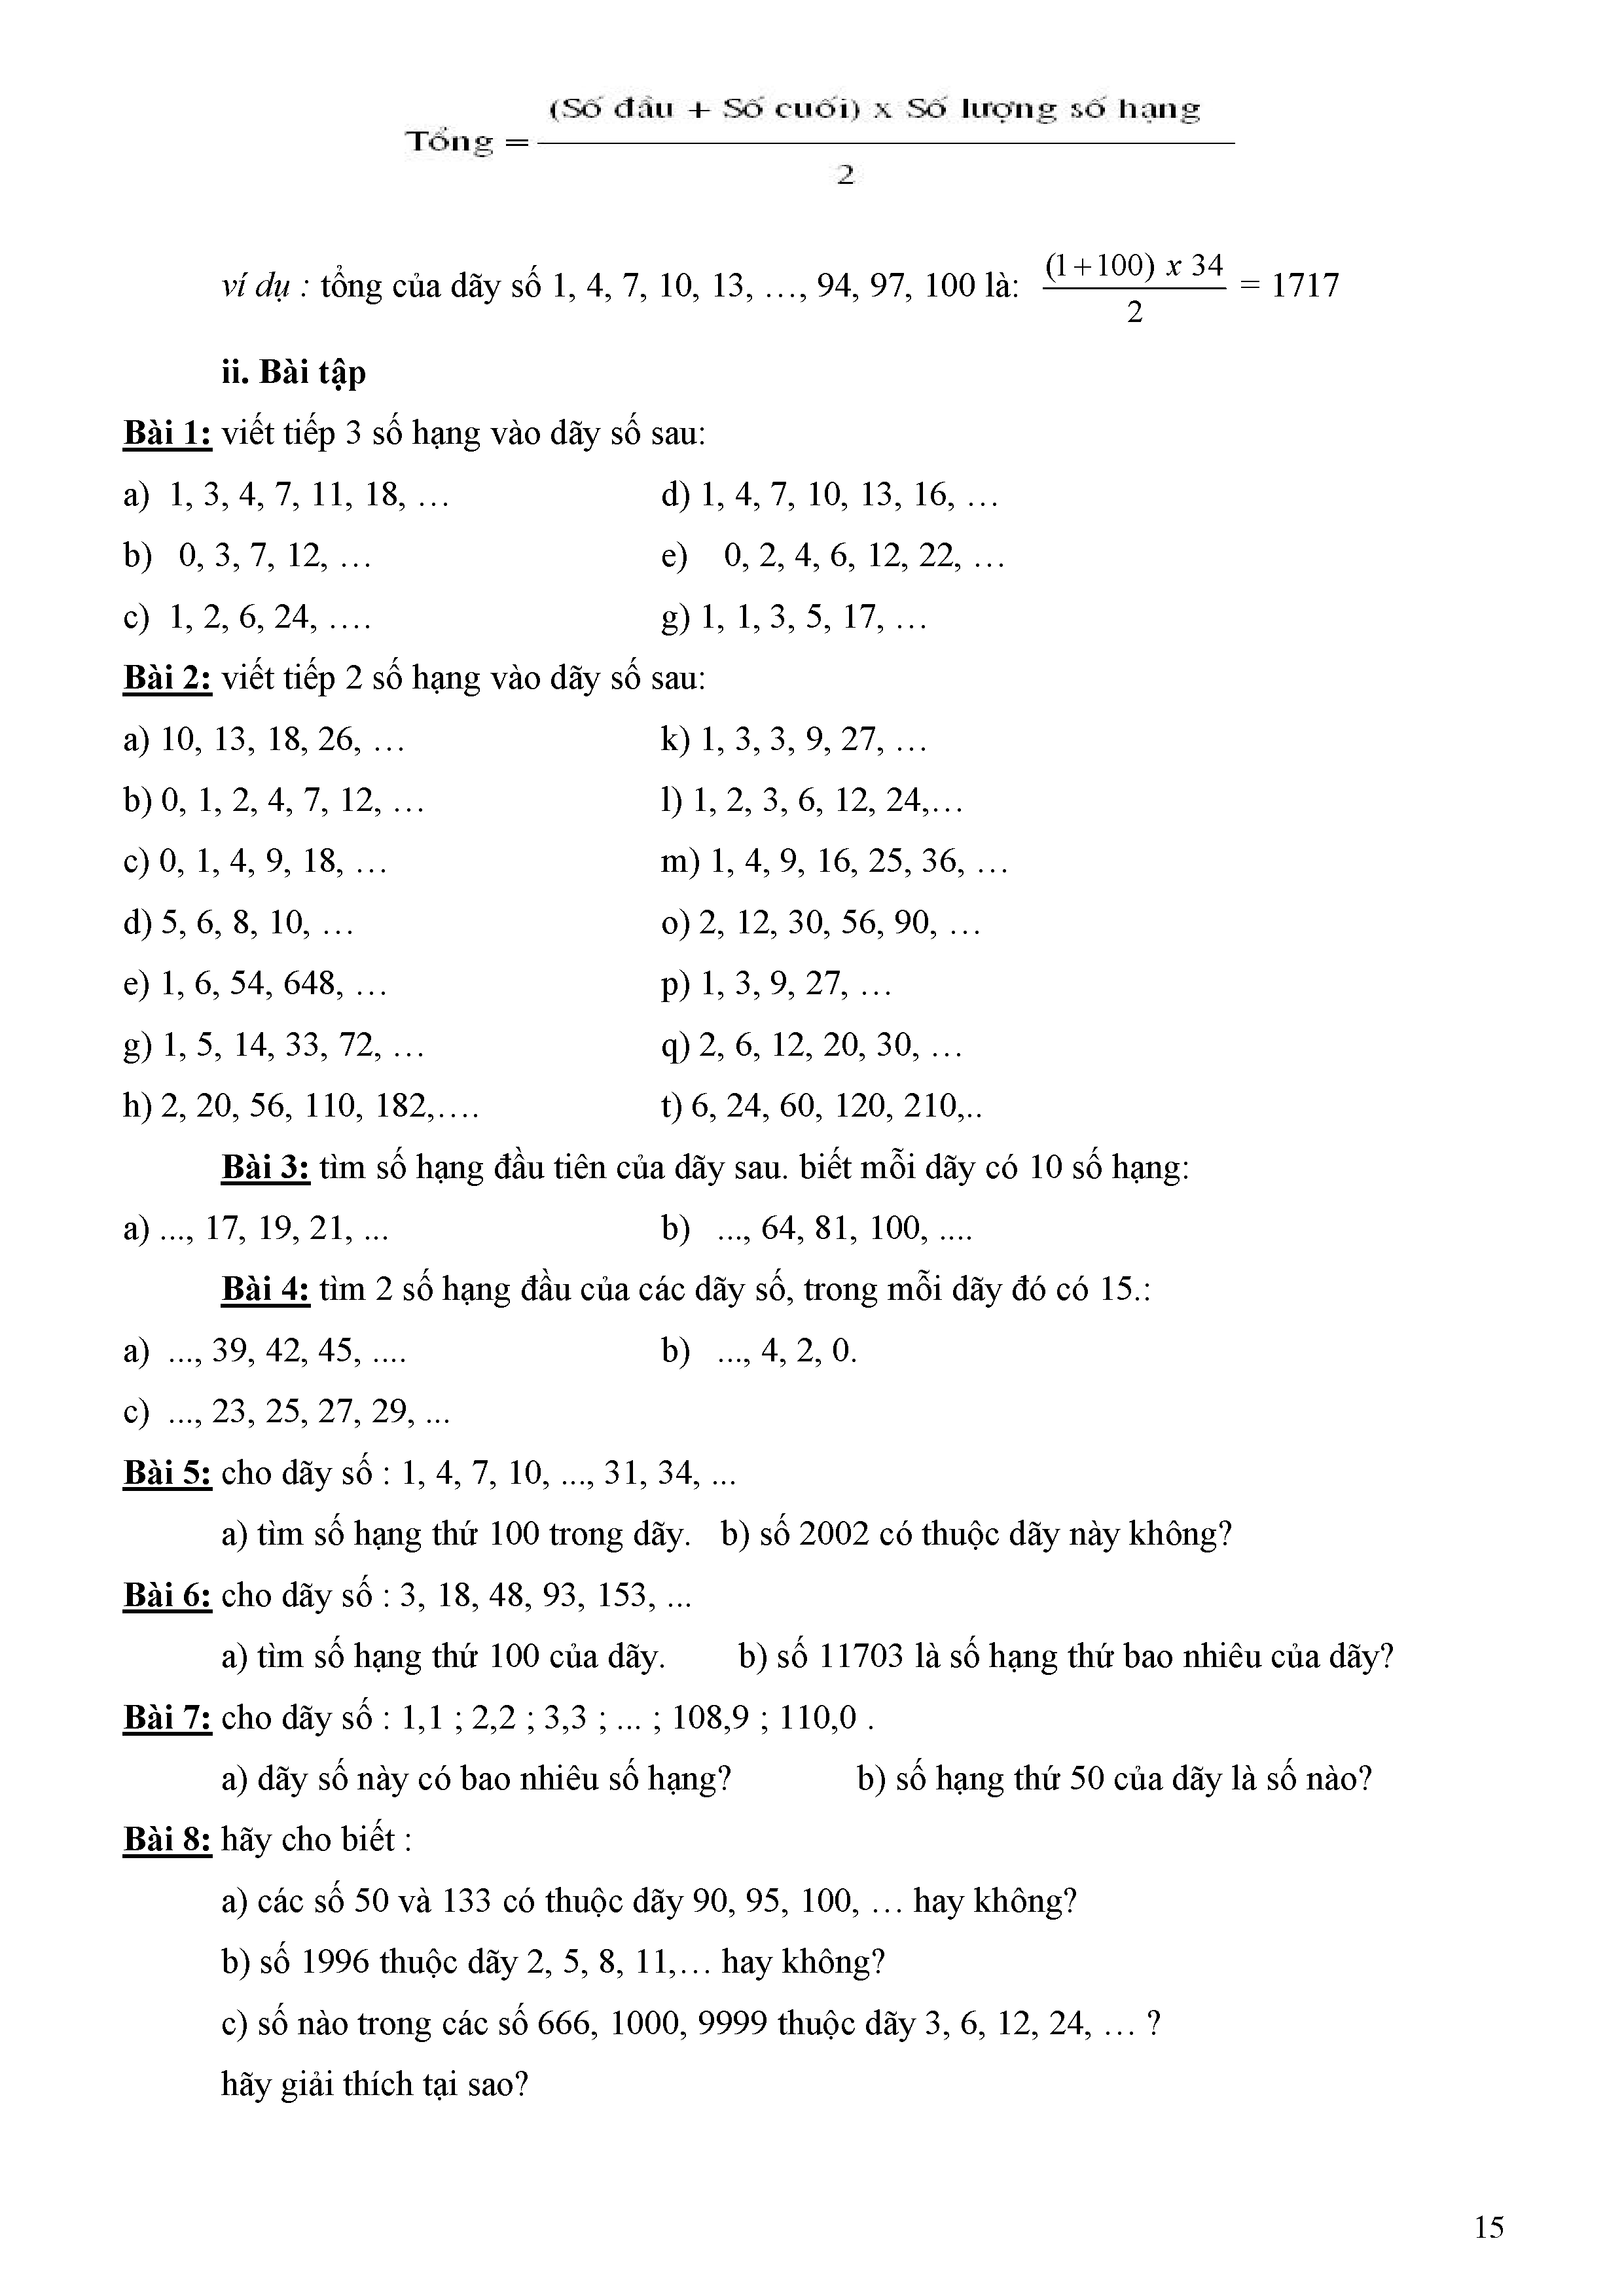 (Số đầu + Số cuối) x Số lượng số hạng
Tổng =
2
ví dụ : tổng của dãy số 1, 4, 7, 10, 13, …, 94, 97, 100 là: (1+100) x 34 / 2 = 1717
ii. Bài tập
Bài 1: viết tiếp 3 số hạng vào dãy số sau:
a) 1, 3, 4, 7, 11, 18, … d) 1, 4, 7, 10, 13, 16, …
b) 0, 3, 7, 12, … e) 0, 2, 4, 6, 12, 22, …
c) 1, 2, 6, 24, …. g) 1, 1, 3, 5, 17, …
Bài 2: viết tiếp 2 số hạng vào dãy số sau:
a) 10, 13, 18, 26, … k) 1, 3, 3, 9, 27, …
b) 0, 1, 2, 4, 7, 12, … l) 1, 2, 3, 6, 12, 24,…
c) 0, 1, 4, 9, 18, … m) 1, 4, 9, 16, 25, 36, …
d) 5, 6, 8, 10, … o) 2, 12, 30, 56, 90, …
e) 1, 6, 54, 648, … p) 1, 3, 9, 27, …
g) 1, 5, 14, 33, 72, … q) 2, 6, 12, 20, 30, …
h) 2, 20, 56, 110, 182,…. t) 6, 24, 60, 120, 210,..
Bài 3: tìm số hạng đầu tiên của dãy sau. biết mỗi dãy có 10 số hạng:
a) ..., 17, 19, 21, ... b) ..., 64, 81, 100, ....
Bài 4: tìm 2 số hạng đầu của các dãy số, trong mỗi dãy đó có 15.:
a) ..., 39, 42, 45, .... b) ..., 4, 2, 0.
c) ..., 23, 25, 27, 29, ...
Bài 5: cho dãy số : 1, 4, 7, 10, ..., 31, 34, ...
a) tìm số hạng thứ 100 trong dãy. b) số 2002 có thuộc dãy này không?
Bài 6: cho dãy số : 3, 18, 48, 93, 153, ...
a) tìm số hạng thứ 100 của dãy. b) số 11703 là số hạng thứ bao nhiêu của dãy?
Bài 7: cho dãy số : 1,1 ; 2,2 ; 3,3 ; ... ; 108,9 ; 110,0 .
a) dãy số này có bao nhiêu số hạng? b) số hạng thứ 50 của dãy là số nào?
Bài 8: hãy cho biết :
a) các số 50 và 133 có thuộc dãy 90, 95, 100, … hay không?
b) số 1996 thuộc dãy 2, 5, 8, 11,… hay không?
c) số nào trong các số 666, 1000, 9999 thuộc dãy 3, 6, 12, 24, … ?
hãy giải thích tại sao?
15